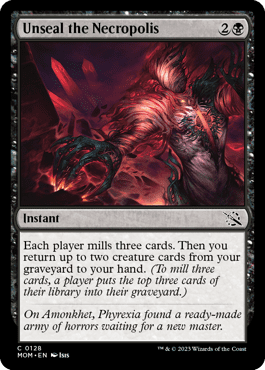 Unseal the Necropolis 2
Instant
Each player mills three cards. Then you
return up to two creature cards from your
graveyard to your hand. (To mill three
cards, a player puts the top three cards of
their library into their graveyard.)
On Amonkhet, Phyrexia found a ready-made
army of horrors waiting for a new master.
C 0128
MOM • EN Isis
™ & © 2023 Wizards of the Coast